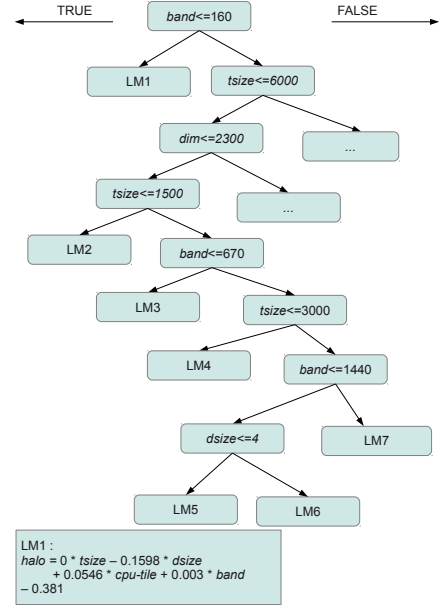 TRUE
FALSE
band<=160
LM1
tsize<=6000
dim<=2300
...
tsize<=1500
...
LM2
band<=670
LM3
tsize<=3000
LM4
band<=1440
dsize<=4
LM7
LM5
LM6
LM1 :
halo = 0 * tsize – 0.1598 * dsize
+ 0.0546 * cpu-tile + 0.003 * band
– 0.381